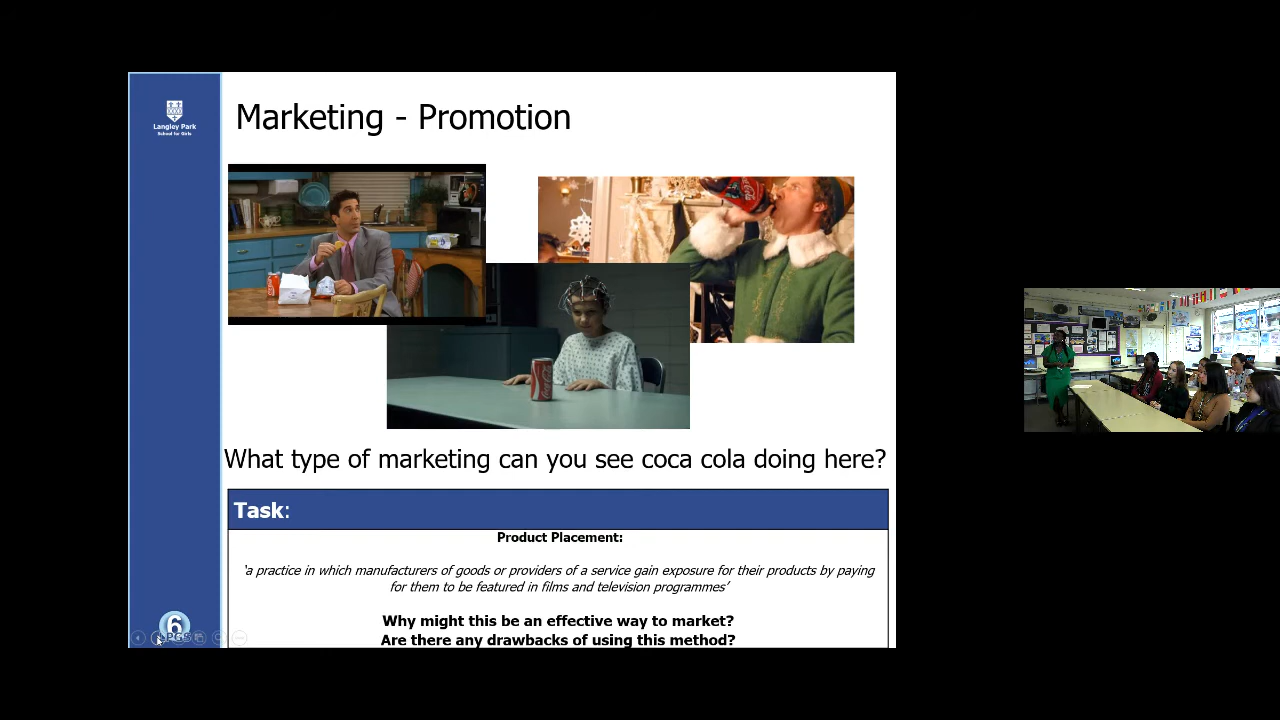 Langley Park
School for Girls
Marketing - Promotion
What type of marketing can you see coca cola doing here?
Task:
Product Placement:
‘a practice in which manufacturers of goods or providers of a service gain exposure for their products by paying
for them to be featured in films and television programmes’
Why might this be an effective way to market?
Are there any drawbacks of using this method?
6